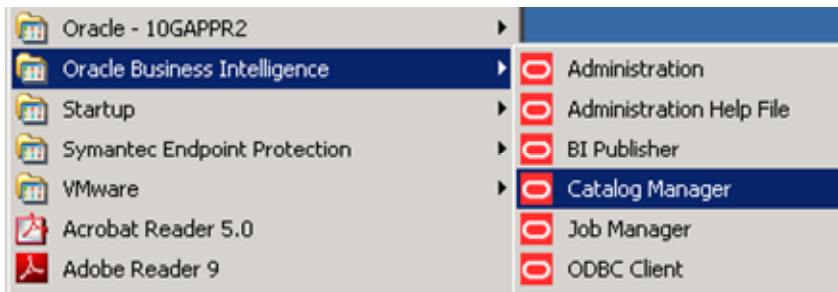 Oracle - 10GAPPR2
Oracle Business Intelligence
Startup
Symantec Endpoint Protection
VMware
Acrobat Reader 5.0
Adobe Reader 9
Administration
Administration Help File
BI Publisher
Catalog Manager
Job Manager
ODBC Client